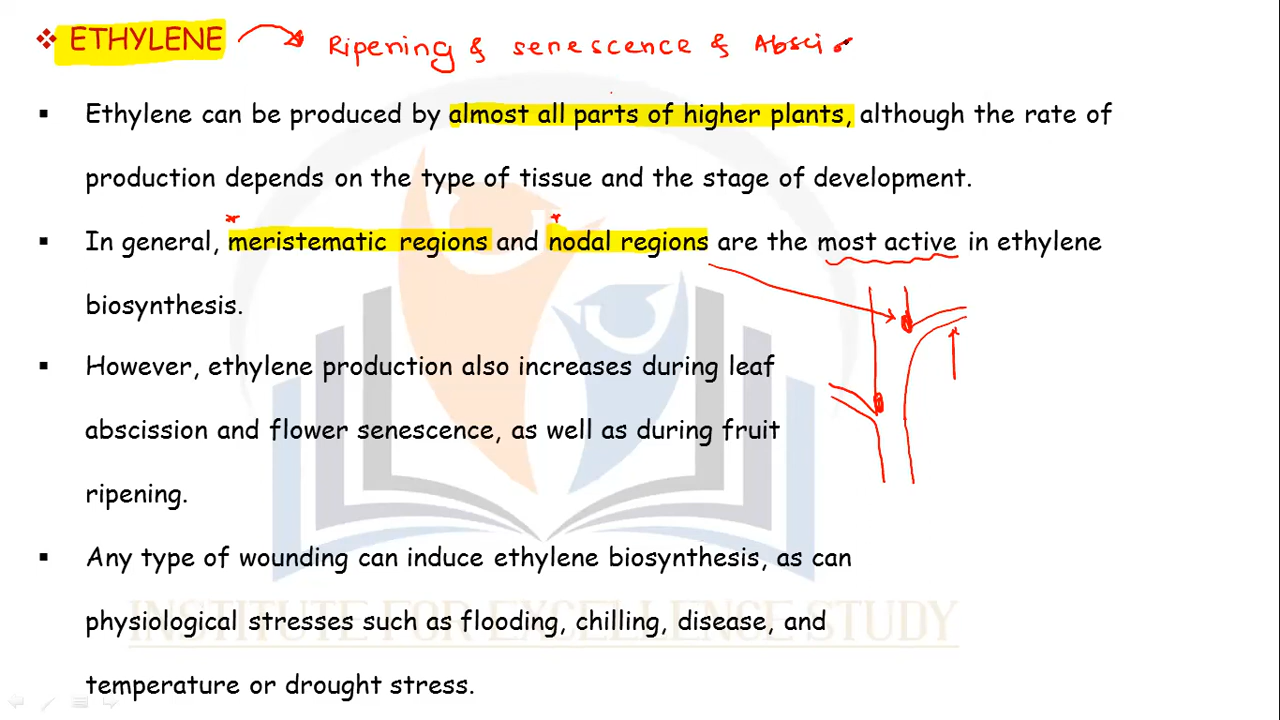 ❖ ETHYLENE Ripening & senescence & Absci
▪ Ethylene can be produced by almost all parts of higher plants, although the rate of
production depends on the type of tissue and the stage of development.
▪ In general, meristematic regions and nodal regions are the most active in ethylene
biosynthesis.
▪ However, ethylene production also increases during leaf
abscission and flower senescence, as well as during fruit
ripening.
▪ Any type of wounding can induce ethylene biosynthesis, as can
physiological stresses such as flooding, chilling, disease, and
INSTITUTE FOR EXCELLENCE STUDY
temperature or drought stress.